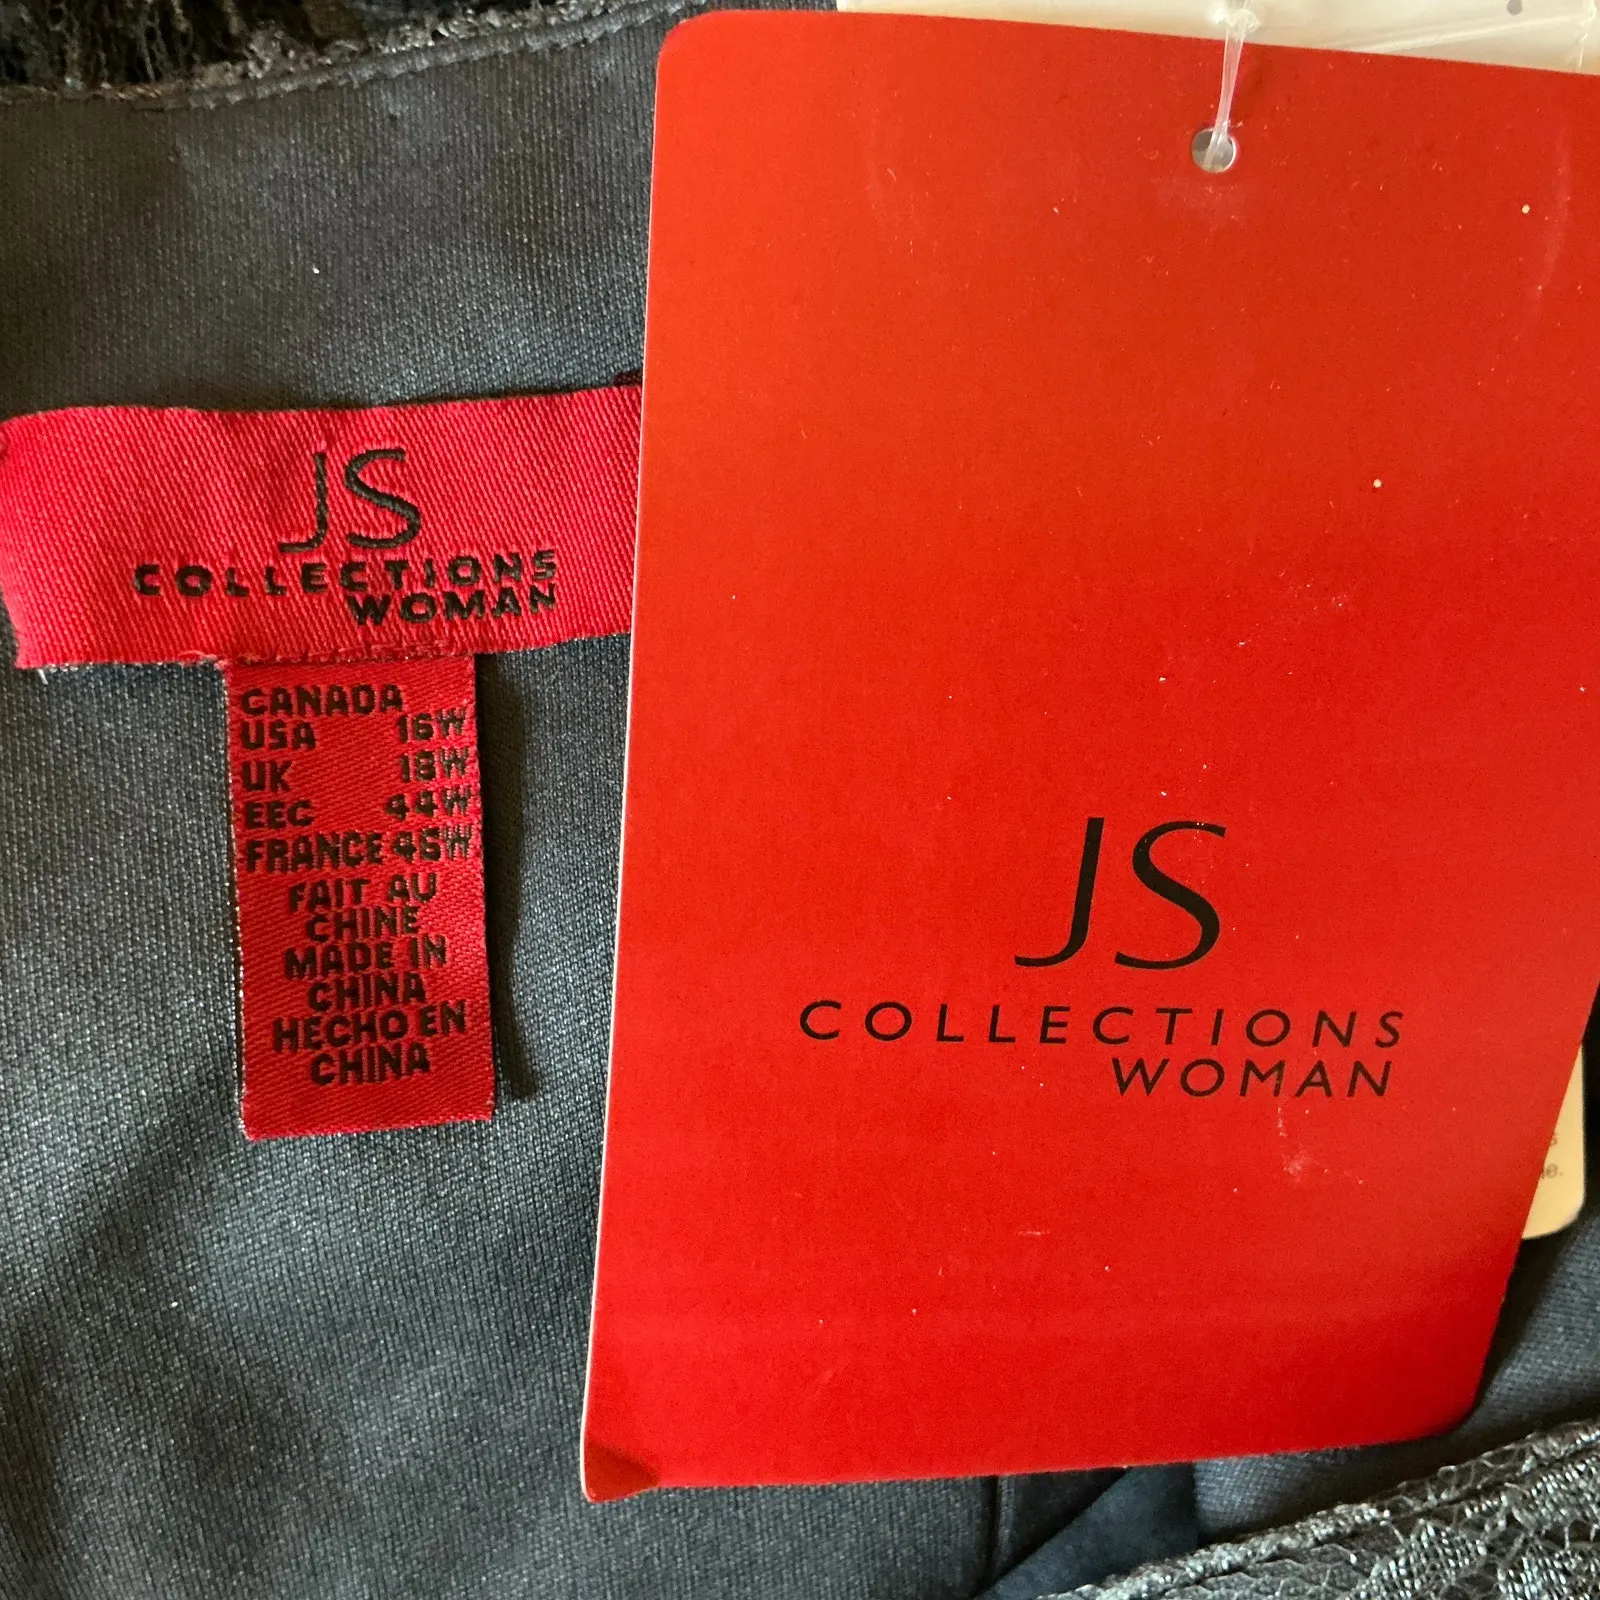 JS
COLLECTIONS
WOMAN
CANADA
USA 16W
UK 18W
EEC 44W
FRANCE 46W
FAIT AU
CHINE
MADE IN
CHINA
HECHO EN
CHINA
JS
COLLECTIONS
WOMAN